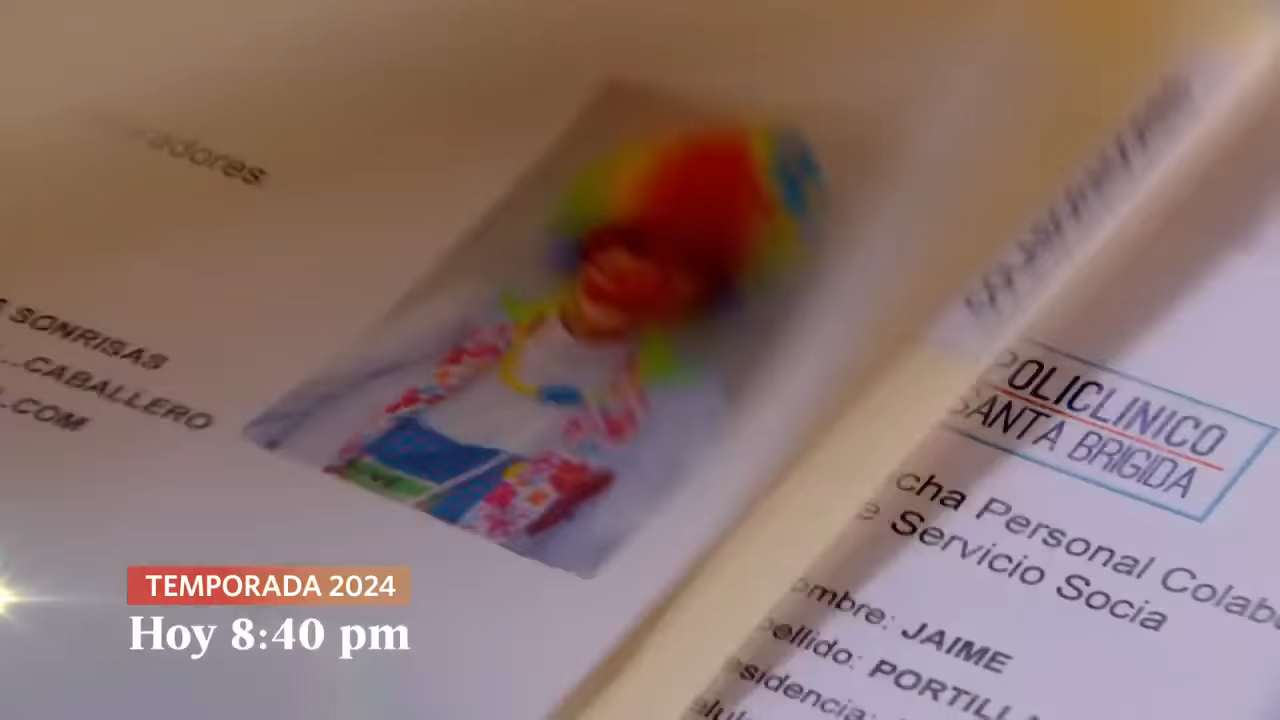 adores
SONRISAS
...CABALLERO
.COM
POLICLINICO
SANTA BRIGIDA
cha Personal Colab
e Servicio Socia
ombre: JAIME
ellido: PORTILL
sidencia:
TEMPORADA 2024
Hoy 8:40 pm